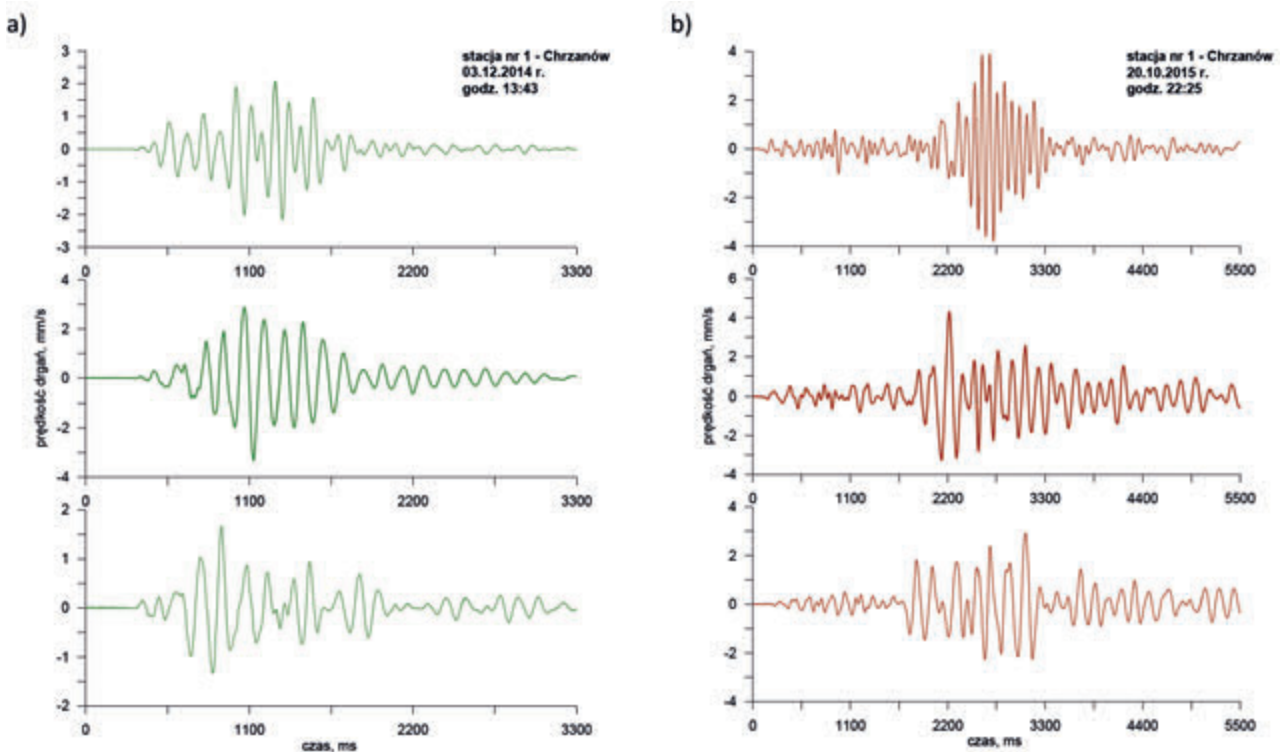 a)
stacja nr 1 - Chrzanów
03.12.2014 r.
godz. 13:43
3
2
1
0
-1
-2
-3
0 1100 2200 3300
4
2
0
-2
-4
0 1100 2200 3300
2
1
0
-1
-2
0 1100 2200 3300
prędkość drgań, mm/s
czas, ms
b)
stacja nr 1 - Chrzanów
20.10.2015 r.
godz. 22:25
4
2
0
-2
-4
0 1100 2200 3300 4400 5500
6
4
2
0
-2
-4
0 1100 2200 3300 4400 5500
4
2
0
-2
-4
0 1100 2200 3300 4400 5500
prędkość drgań, mm/s
czas, ms